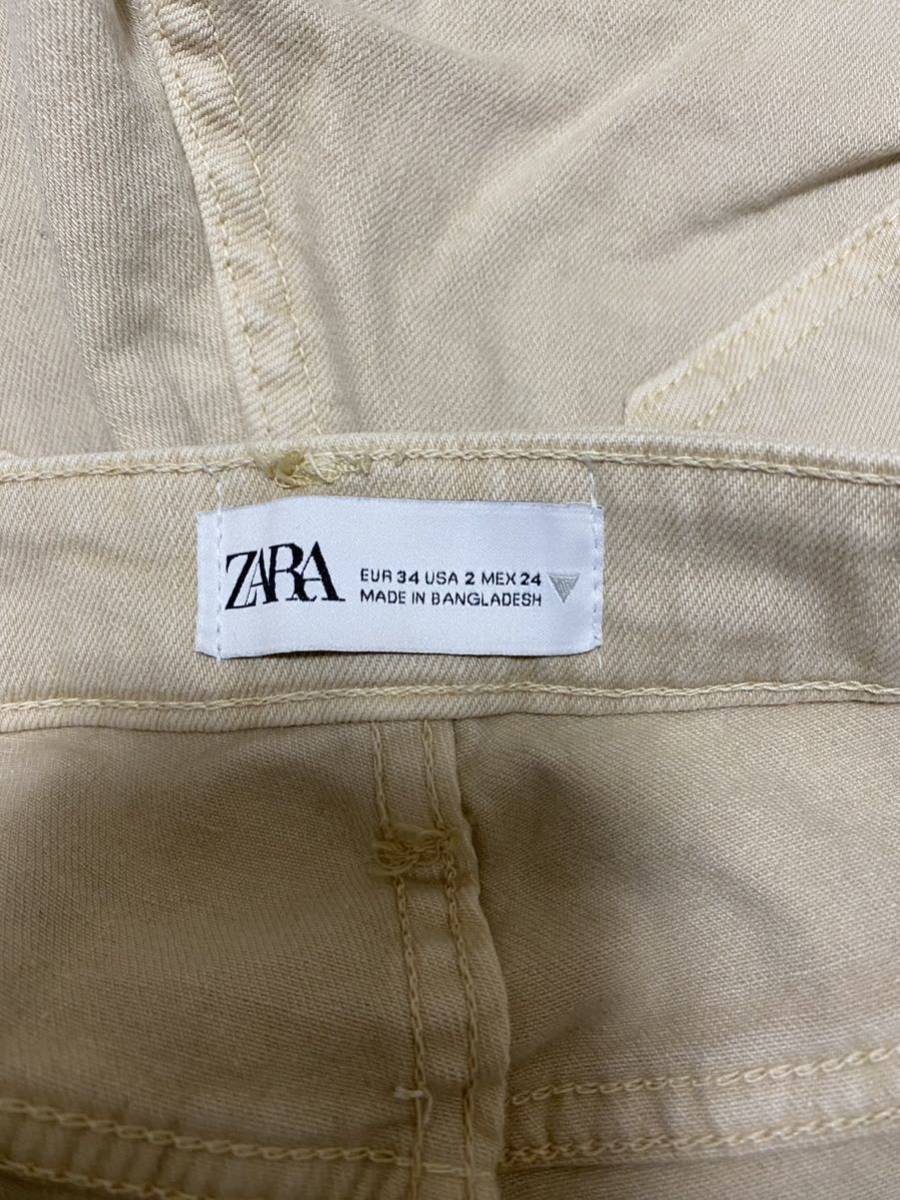 ZARA
EUR 34 USA 2 MEX 24
MADE IN BANGLADESH